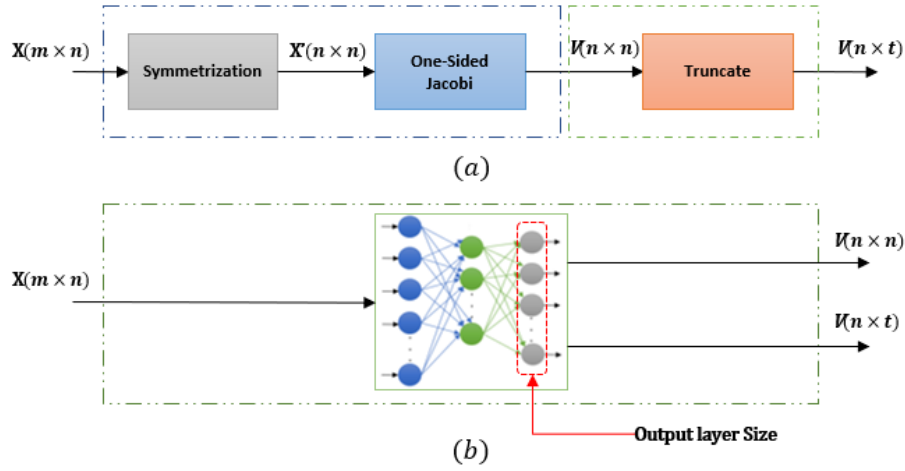 X(m × n)
Symmetrization
X'(n × n)
One-Sided
Jacobi
V(n × n)
Truncate
V(n × t)
(a)
X(m × n)
V(n × n)
V(n × t)
Output layer Size
(b)